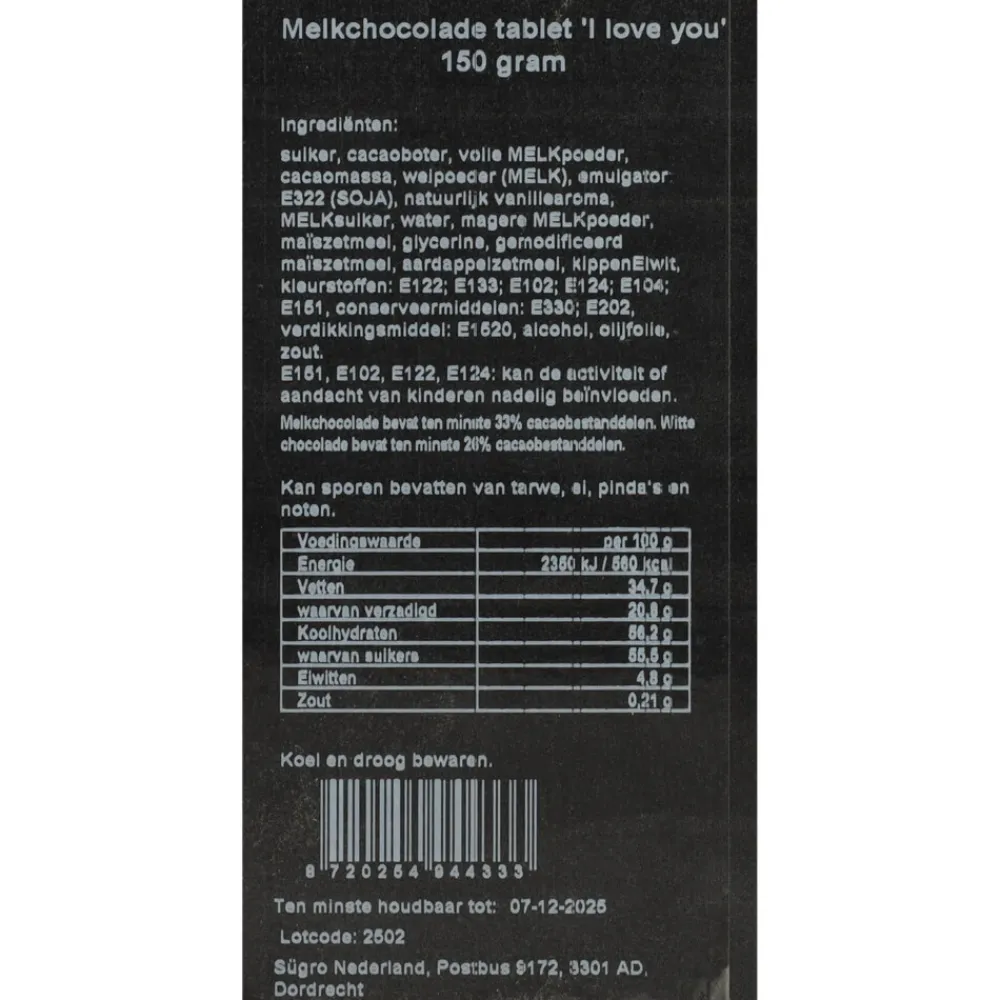 Melkchocolade tablet 'I love you'
150 gram
Ingrediënten:
suiker, cacaoboter, volle MELKpoeder,
cacaomassa, weipoeder (MELK), emulgator
E322 (SOJA), natuurlijk vanillearoma,
MELKsuiker, water, magere MELKpoeder,
maïszetmeel, glycerine, gemodificeerd
maïszetmeel, aardappelzetmeel, kippenEiwit,
kleurstoffen: E122; E133; E102; E124; E104;
E151, conserveermiddelen: E330; E202,
verdikkingsmiddel: E1520, alcohol, olijfolie,
zout.
E151, E102, E122, E124: kan de activiteit of
aandacht van kinderen nadelig beïnvloeden.
Melkchocolade bevat ten minste 33% cacaobestanddelen. Witte
chocolade bevat ten minste 26% cacaobestanddelen.
Kan sporen bevatten van tarwe, ei, pinda's en
noten.
Voedingswaarde per 100 g
Energie 2350 kJ / 560 kcal
Vetten 34,7 g
waarvan verzadigd 20,8 g
Koolhydraten 56,2 g
waarvan suikers 55,5 g
Eiwitten 4,8 g
Zout 0,21 g
Koel en droog bewaren.
8 720254 944333
Ten minste houdbaar tot: 07-12-2025
Lotcode: 2502
Sügro Nederland, Postbus 9172, 3301 AD,
Dordrecht